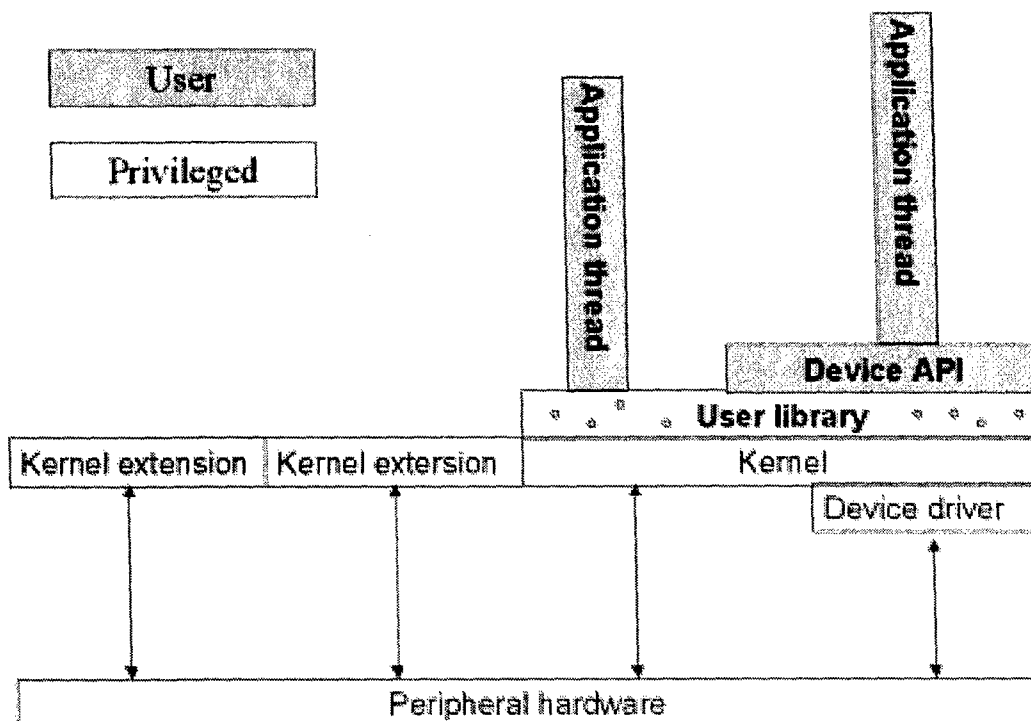 User
Privileged
Application thread
Application thread
Device API
User library
Kernel extension
Kernel extersion
Kernel
Device driver
Peripheral hardware